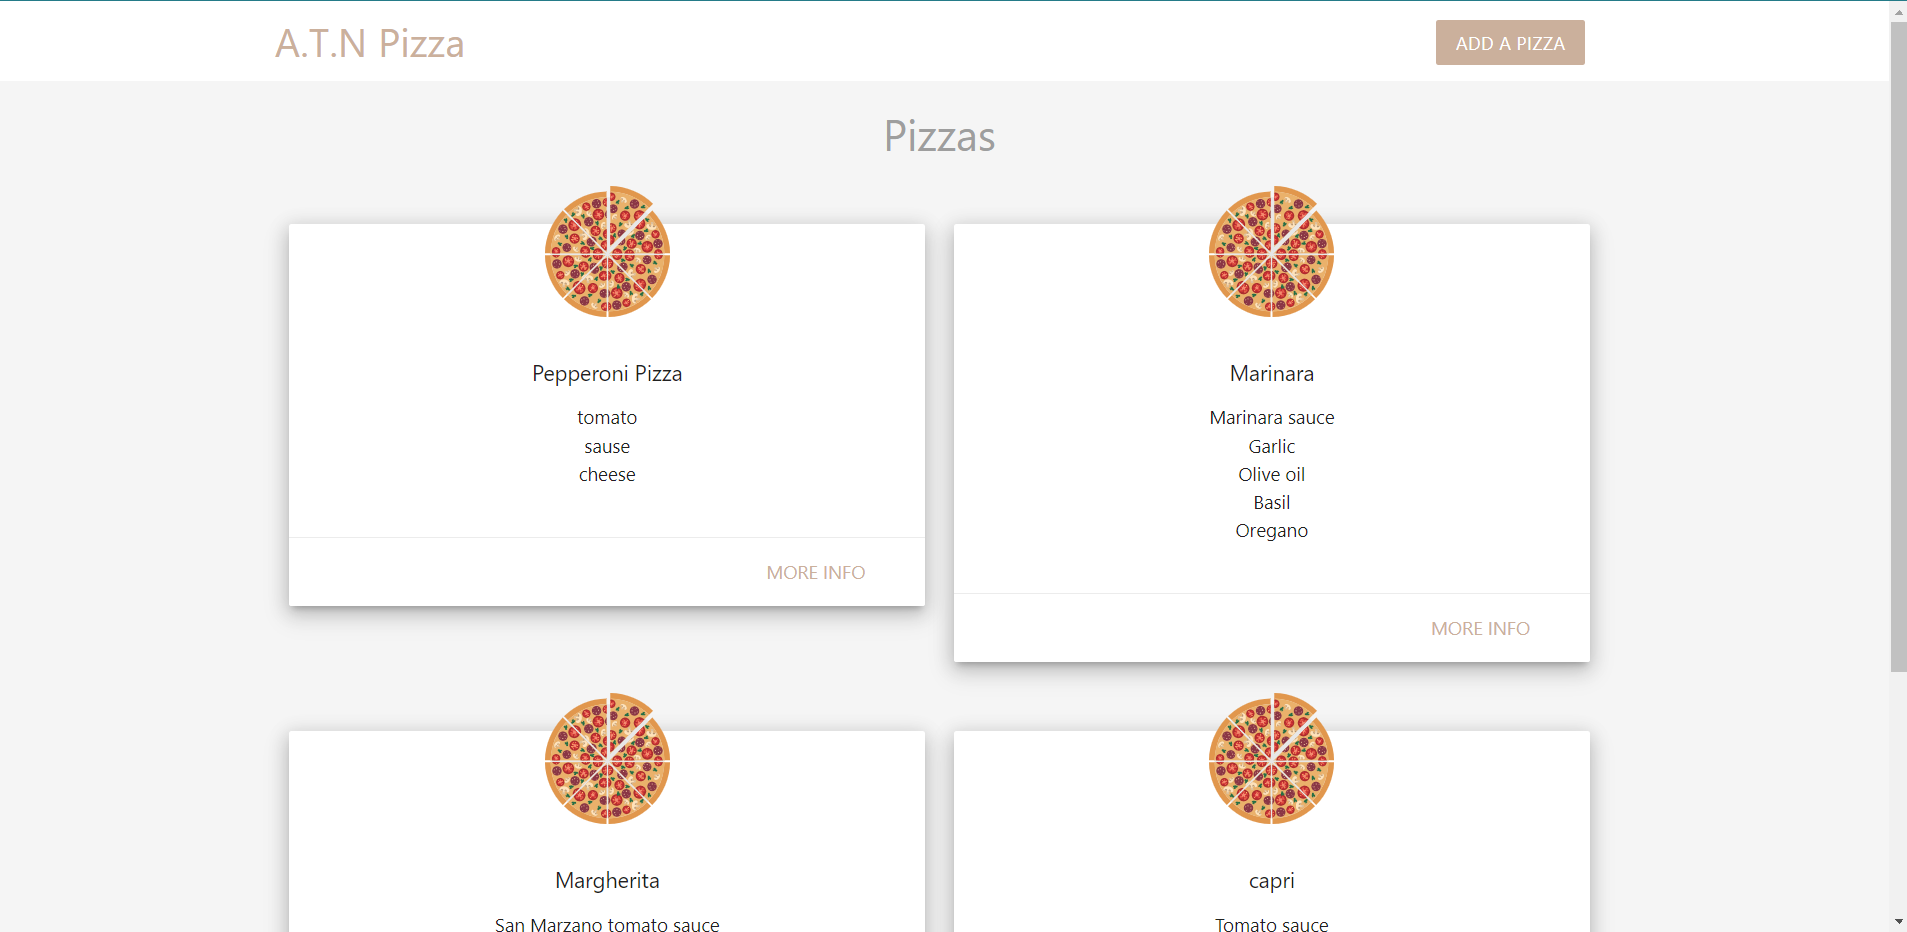 A.T.N Pizza
ADD A PIZZA
Pizzas
Pepperoni Pizza
tomato
sause
cheese
MORE INFO
Marinara
Marinara sauce
Garlic
Olive oil
Basil
Oregano
MORE INFO
Margherita
San Marzano tomato sauce
capri
Tomato sauce